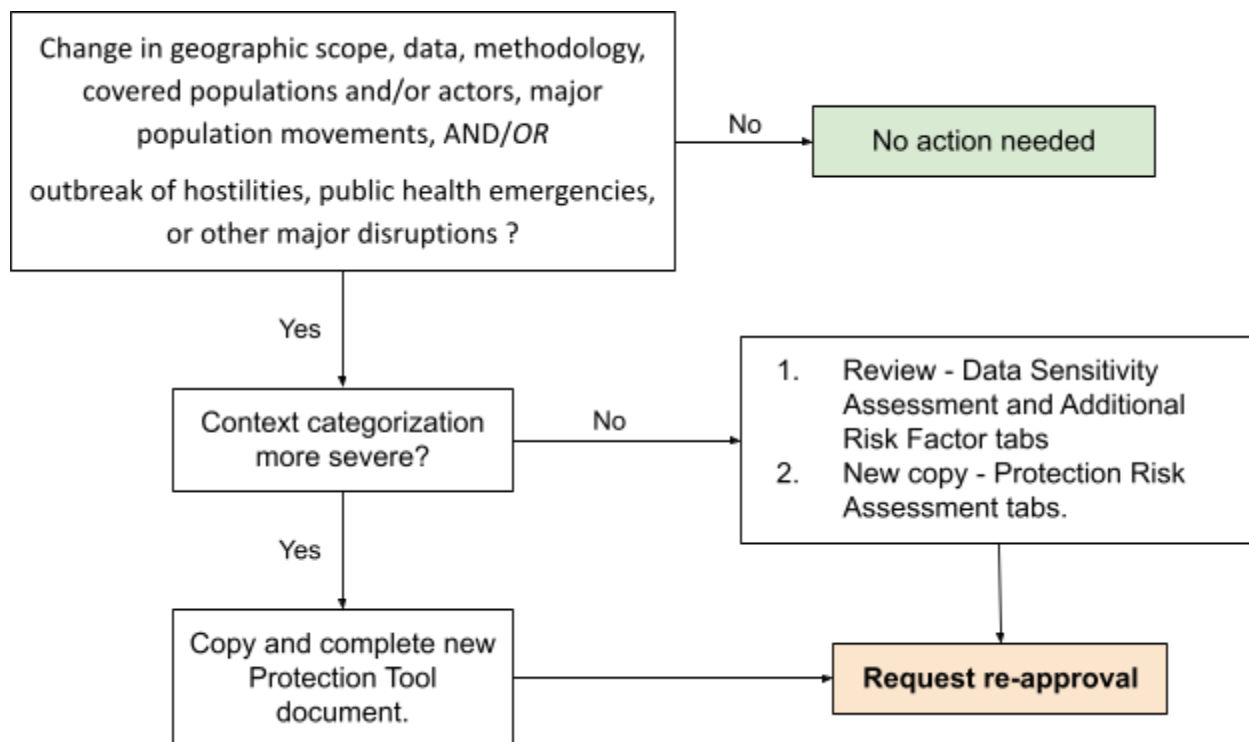 Change in geographic scope, data, methodology,
covered populations and/or actors, major
population movements, AND/OR
outbreak of hostilities, public health emergencies,
or other major disruptions ?
No
No action needed
Yes
Context categorization
more severe?
No
1. Review - Data Sensitivity
Assessment and Additional
Risk Factor tabs
2. New copy - Protection Risk
Assessment tabs.
Yes
Copy and complete new
Protection Tool
document.
Request re-approval